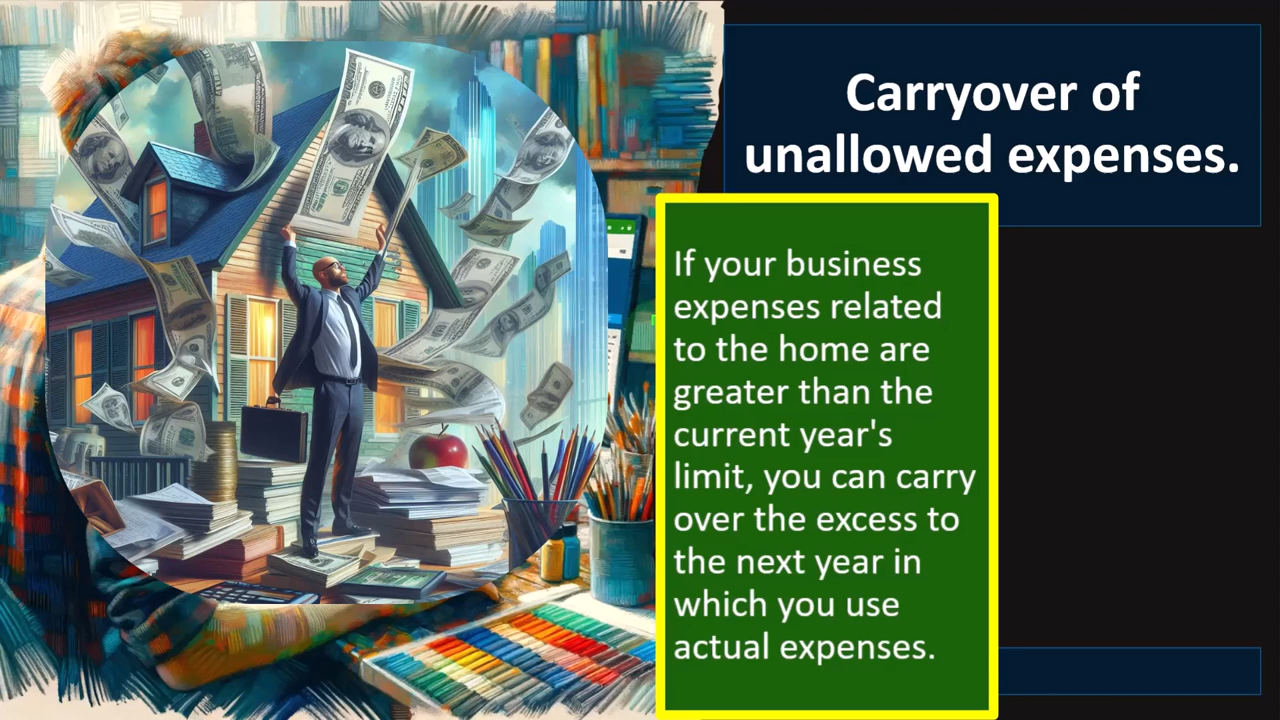 Carryover of
unallowed expenses.
If your business
expenses related
to the home are
greater than the
current year's
limit, you can carry
over the excess to
the next year in
which you use
actual expenses.